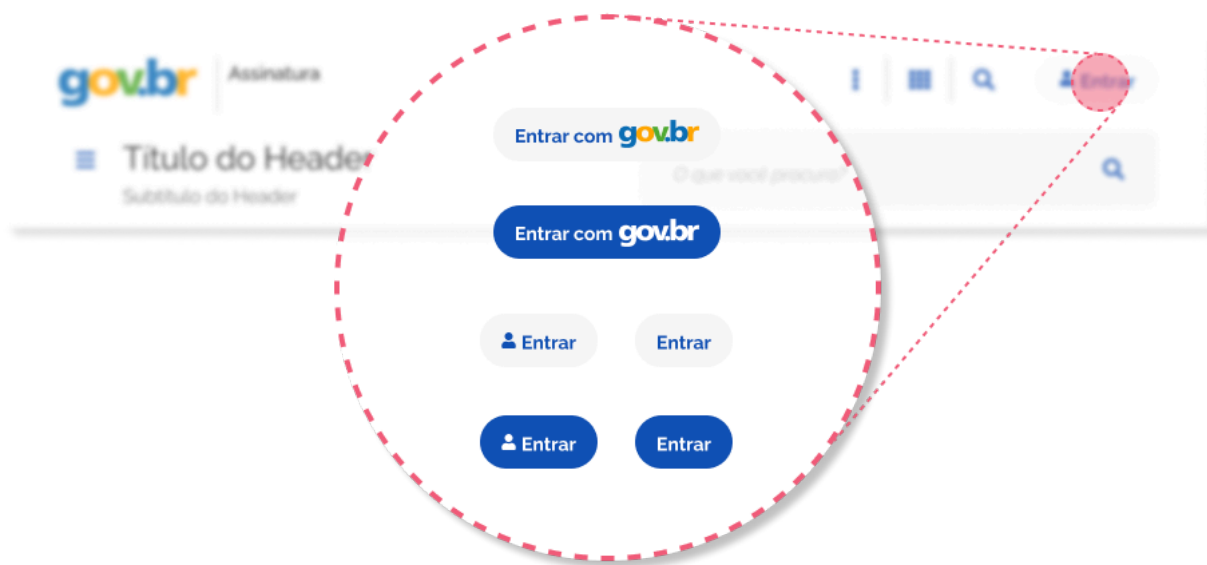 gov.br
Assinatura
Entrar
Título do Header
Subtítulo do Header
O que você procura?
Entrar com gov.br
Entrar com gov.br
Entrar Entrar
Entrar Entrar